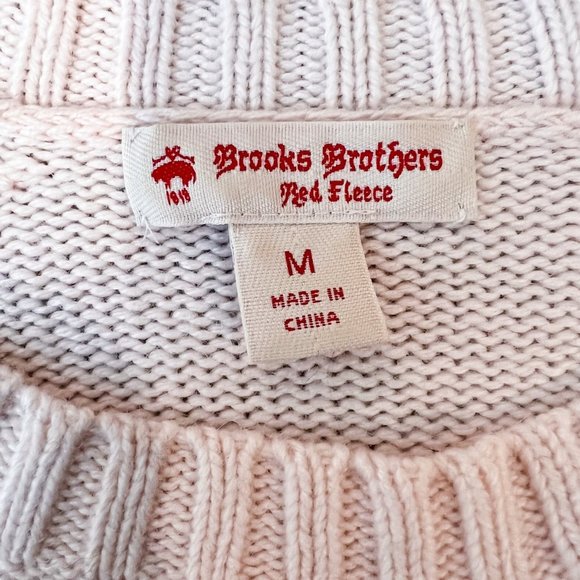 Brooks Brothers
Red Fleece
1818
M
MADE IN
CHINA